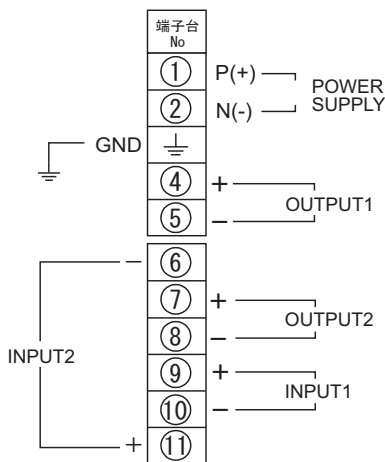 端子台
No
① P(+)
POWER
② N(-)
SUPPLY
GND
④ +
OUTPUT1
⑤ −
− ⑥
⑦ +
OUTPUT2
⑧ −
INPUT2
⑨ +
INPUT1
⑩ −
+ ⑪